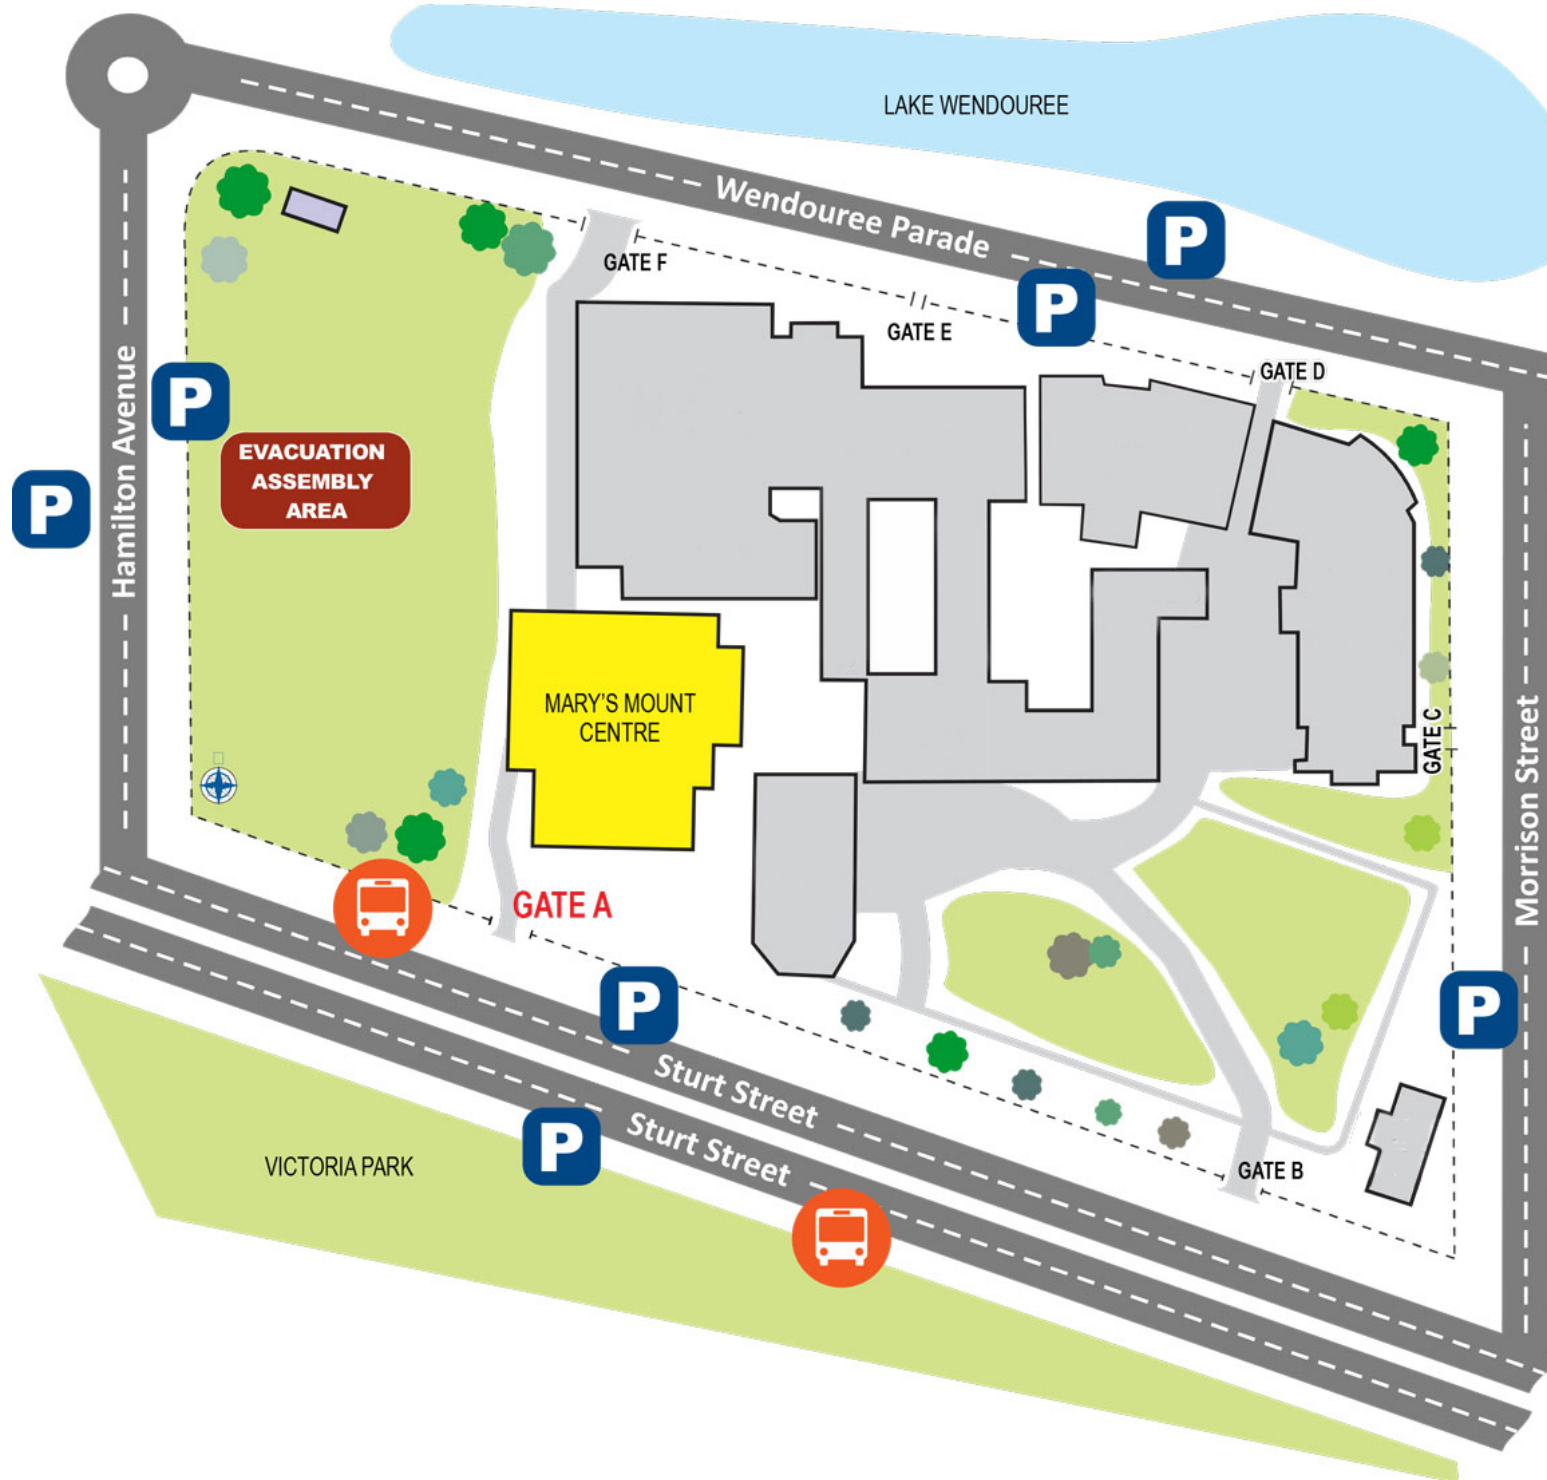 LAKE WENDOUREE
Wendouree Parade
P
GATE F
P
GATE E
GATE D
Hamilton Avenue
P
EVACUATION
ASSEMBLY
AREA
P
MARY'S MOUNT
CENTRE
GATE C
Morrison Street
GATE A
P
P
Sturt Street
Sturt Street
P
VICTORIA PARK
GATE B